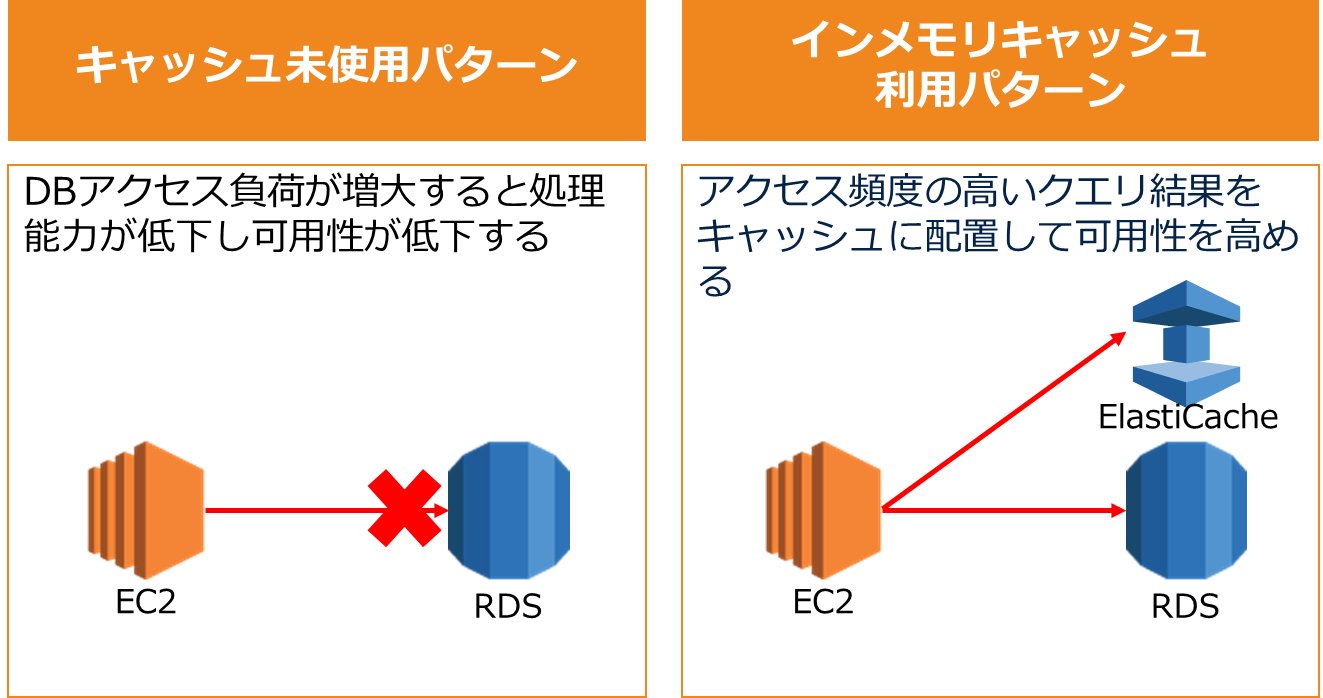 キャッシュ未使用パターン
インメモリキャッシュ
利用パターン
DBアクセス負荷が増大すると処理
能力が低下し可用性が低下する
アクセス頻度の高いクエリ結果を
キャッシュに配置して可用性を高め
る
ElastiCache
EC2
RDS
EC2
RDS